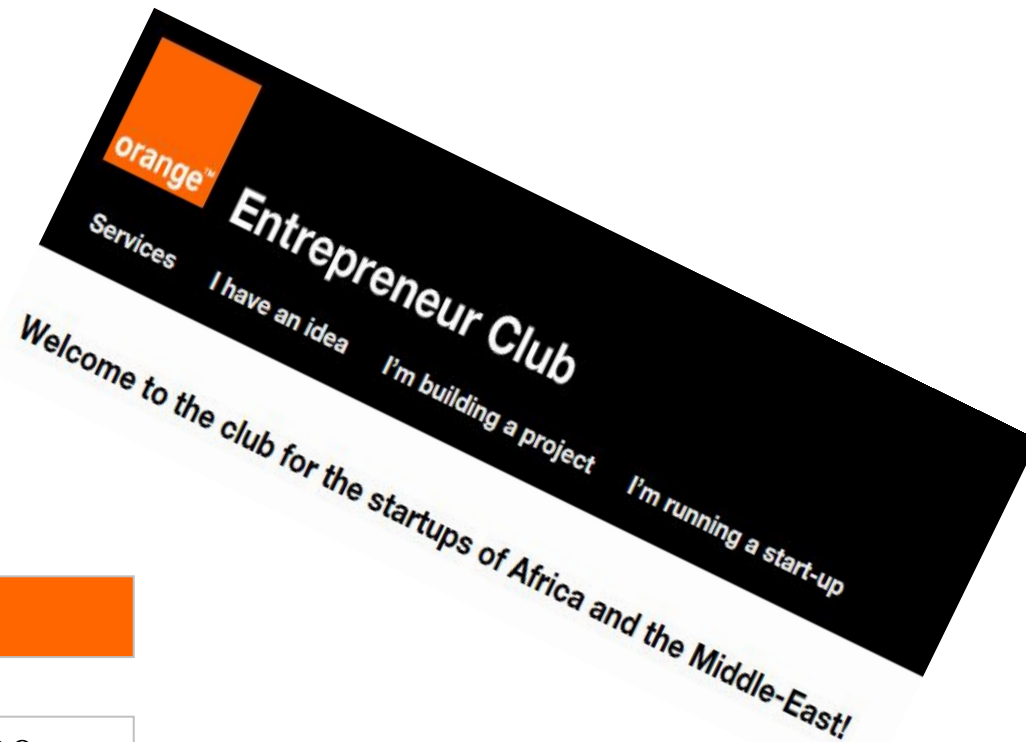 orange™
Entrepreneur Club
Services I have an idea I'm building a project I'm running a start-up
Welcome to the club for the startups of Africa and the Middle-East!